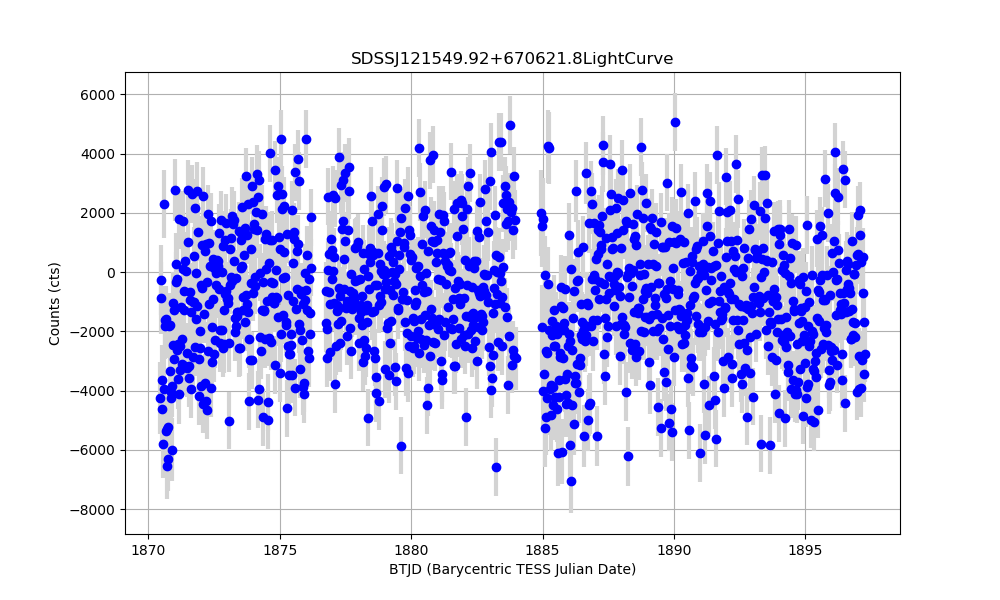 SDSSJ121549.92+670621.8LightCurve
6000
4000
2000
0
−2000
−4000
−6000
−8000
Counts (cts)
1870 1875 1880 1885 1890 1895
BTJD (Barycentric TESS Julian Date)